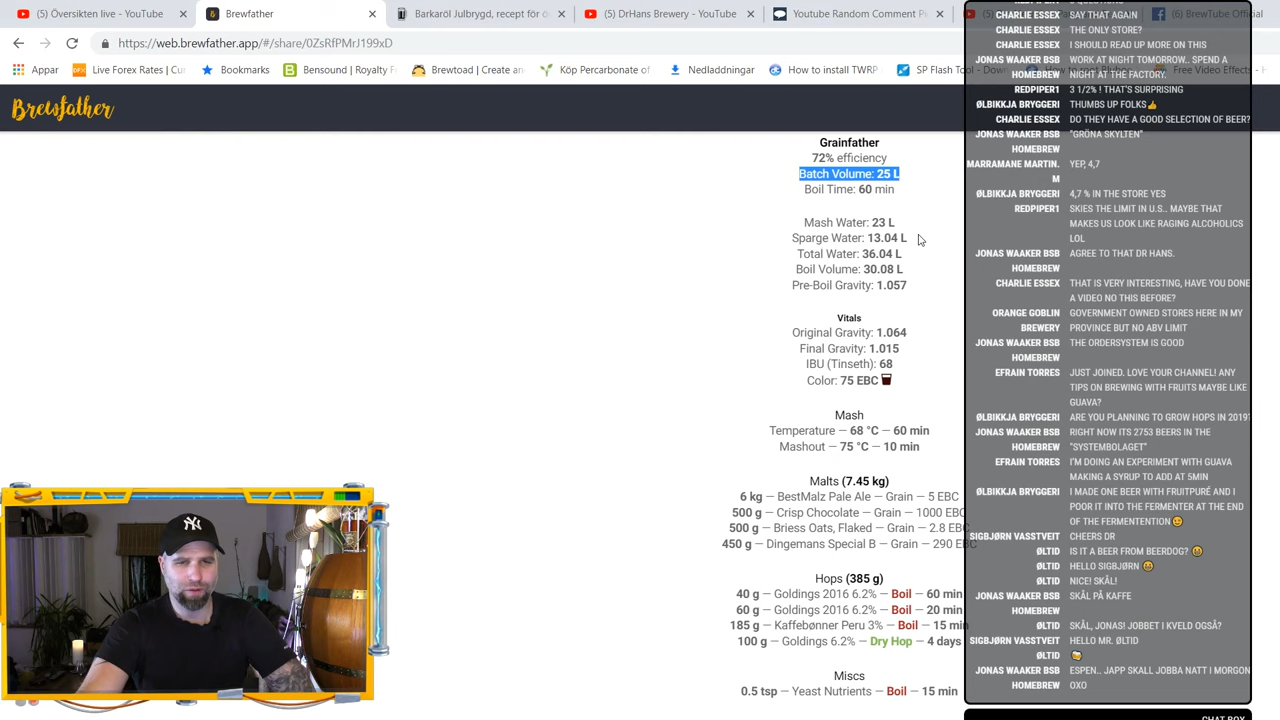 (5) Översikten live - YouTube
Brewfather
Barkaröl Julbrygd, recept för öl
(5) DrHans Brewery - YouTube
Youtube Random Comment Pi
(5)
(6) BrewTube Official
https://web.brewfather.app/#/share/0ZsRfPMrJ199xD
Appar
Live Forex Rates | Cu
Bookmarks
Bensound | Royalty F
Brewtoad | Create an
Köp Percarbonate of
Nedladdningar
How to install TWRP
SP Flash Tool - Down
How to root Blubo
Free Video Effects - H
Brewfather
Grainfather
72% efficiency
Batch Volume: 25 L
Boil Time: 60 min
Mash Water: 23 L
Sparge Water: 13.04 L
Total Water: 36.04 L
Boil Volume: 30.08 L
Pre-Boil Gravity: 1.057
Vitals
Original Gravity: 1.064
Final Gravity: 1.015
IBU (Tinseth): 68
Color: 75 EBC
Mash
Temperature — 68 °C — 60 min
Mashout — 75 °C — 10 min
Malts (7.45 kg)
6 kg — BestMalz Pale Ale — Grain — 5 EBC
500 g — Crisp Chocolate — Grain — 1000 EBC
500 g — Briess Oats, Flaked — Grain — 2.8 EBC
450 g — Dingemans Special B — Grain — 290 EBC
Hops (385 g)
40 g — Goldings 2016 6.2% — Boil — 60 min
60 g — Goldings 2016 6.2% — Boil — 20 min
185 g — Kaffebønner Peru 3% — Boil — 15 min
100 g — Goldings 6.2% — Dry Hop — 4 days
Miscs
0.5 tsp — Yeast Nutrients — Boil — 15 min
CHARLIE ESSEX SAY THAT AGAIN
CHARLIE ESSEX THE ONLY STORE?
CHARLIE ESSEX I SHOULD READ UP MORE ON THIS
JONAS WAAKER BSB WORK AT NIGHT TOMORROW.. SPEND A
HOMEBREW NIGHT AT THE FACTORY.
REDPIPER1 3 1/2% ! THAT'S SURPRISING
ØLBIKKJA BRYGGERI THUMBS UP FOLKS👍
CHARLIE ESSEX DO THEY HAVE A GOOD SELECTION OF BEER?
JONAS WAAKER BSB "GRÖNA SKYLTEN"
HOMEBREW
MARRAMANE MARTIN. YEP, 4,7
M
ØLBIKKJA BRYGGERI 4,7 % IN THE STORE YES
REDPIPER1 SKIES THE LIMIT IN U.S.. MAYBE THAT
MAKES US LOOK LIKE RAGING ALCOHOLICS
LOL
JONAS WAAKER BSB AGREE TO THAT DR HANS.
HOMEBREW
CHARLIE ESSEX THAT IS VERY INTERESTING, HAVE YOU DONE
A VIDEO NO THIS BEFORE?
ORANGE GOBLIN GOVERNMENT OWNED STORES HERE IN MY
BREWERY PROVINCE BUT NO ABV LIMIT
JONAS WAAKER BSB THE ORDERSYSTEM IS GOOD
HOMEBREW
EFRAIN TORRES JUST JOINED. LOVE YOUR CHANNEL! ANY
TIPS ON BREWING WITH FRUITS MAYBE LIKE
GUAVA?
ØLBIKKJA BRYGGERI ARE YOU PLANNING TO GROW HOPS IN 2019?
JONAS WAAKER BSB RIGHT NOW ITS 2753 BEERS IN THE
HOMEBREW "SYSTEMBOLAGET"
EFRAIN TORRES I'M DOING AN EXPERIMENT WITH GUAVA
MAKING A SYRUP TO ADD AT 5MIN
ØLBIKKJA BRYGGERI I MADE ONE BEER WITH FRUITPURÉ AND I
POOR IT INTO THE FERMENTER AT THE END
OF THE FERMENTENTION
SIGBJØRN VASSTVEIT CHEERS DR
ØLTID IS IT A BEER FROM BEERDOG?
ØLTID HELLO SIGBJØRN
ØLTID NICE! SKÅL!
JONAS WAAKER BSB SKÅL PÅ KAFFE
HOMEBREW
ØLTID SKÅL, JONAS! JOBBET I KVELD OGSÅ?
SIGBJØRN VASSTVEIT HELLO MR. ØLTID
ØLTID 🍻
JONAS WAAKER BSB ESPEN.. JAPP SKALL JOBBA NATT I MORGON
HOMEBREW OXO
CHAT BOX